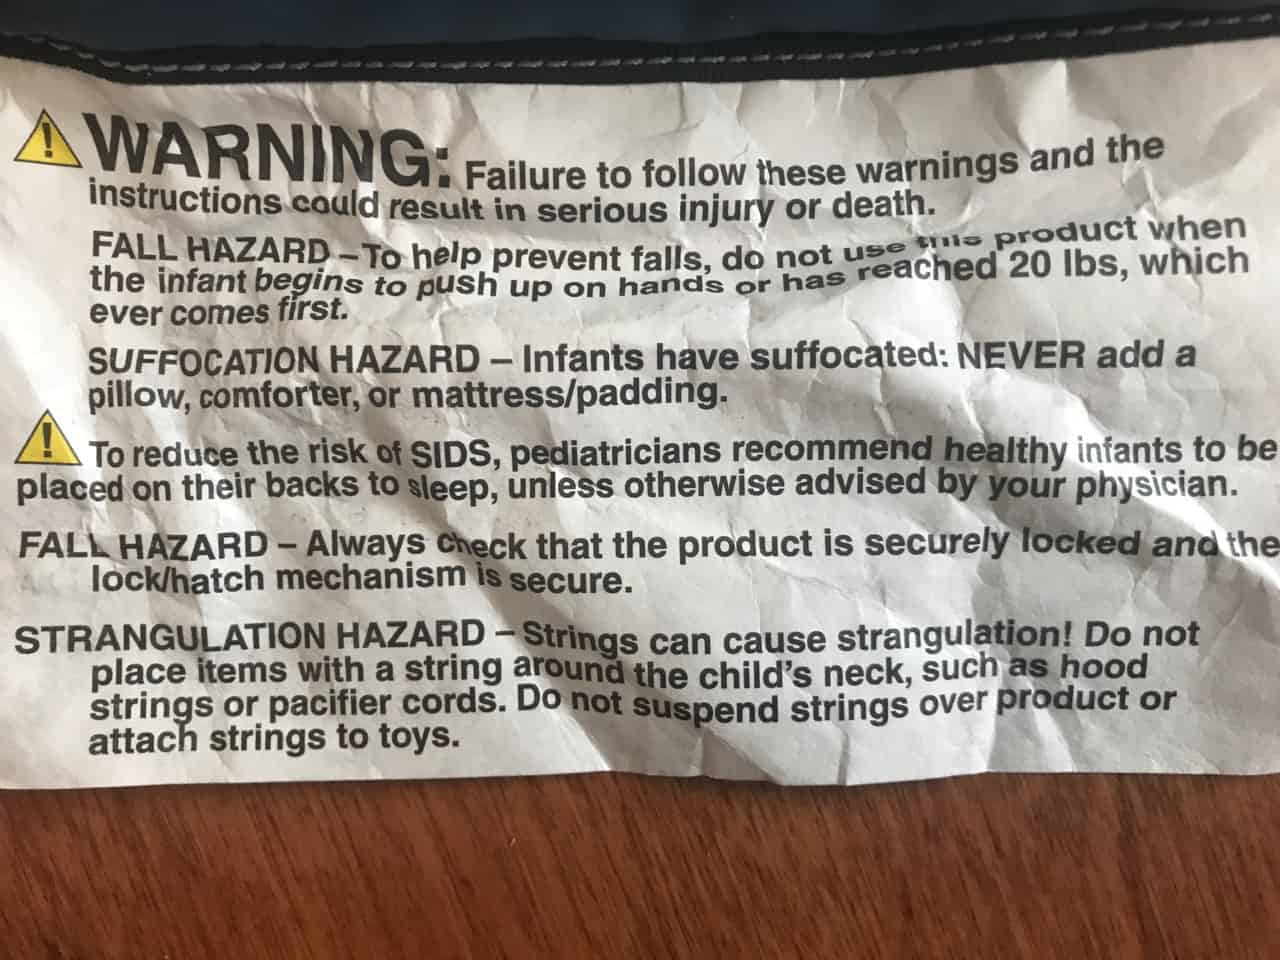 WARNING: Failure to follow these warnings and the
instructions could result in serious injury or death.
FALL HAZARD – To help prevent falls, do not use this product when
the infant begins to push up on hands or has reached 20 lbs, which
ever comes first.
SUFFOCATION HAZARD – Infants have suffocated: NEVER add a
pillow, comforter, or mattress/padding.
To reduce the risk of SIDS, pediatricians recommend healthy infants to be
placed on their backs to sleep, unless otherwise advised by your physician.
FALL HAZARD – Always check that the product is securely locked and the
lock/hatch mechanism is secure.
STRANGULATION HAZARD – Strings can cause strangulation! Do not
place items with a string around the child's neck, such as hood
strings or pacifier cords. Do not suspend strings over product or
attach strings to toys.